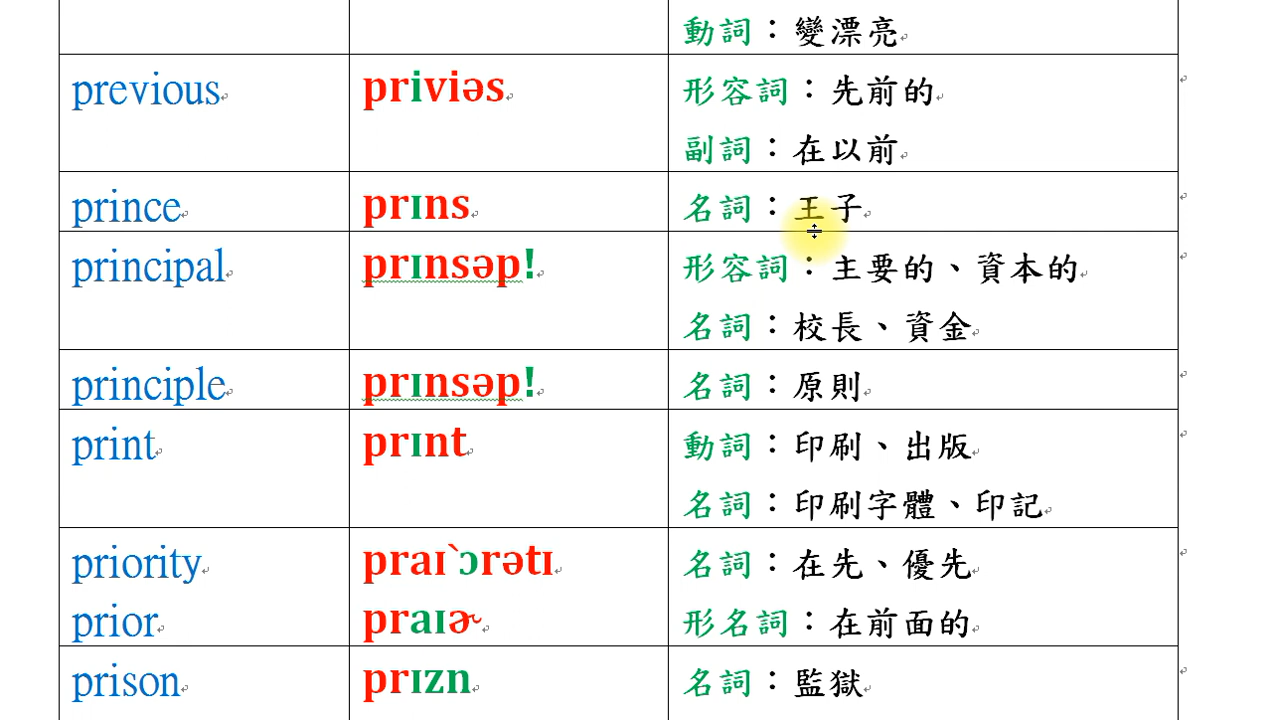 動詞：變漂亮
previous priviəs 形容詞：先前的
副詞：在以前
prince prɪns 名詞：王子
principal prɪnsəp! 形容詞：主要的、資本的
名詞：校長、資金
principle prɪnsəp! 名詞：原則
print prɪnt 動詞：印刷、出版
名詞：印刷字體、印記
priority praɪˋɔrətɪ 名詞：在先、優先
prior praɪɚ 形名詞：在前面的
prison prɪzn 名詞：監獄